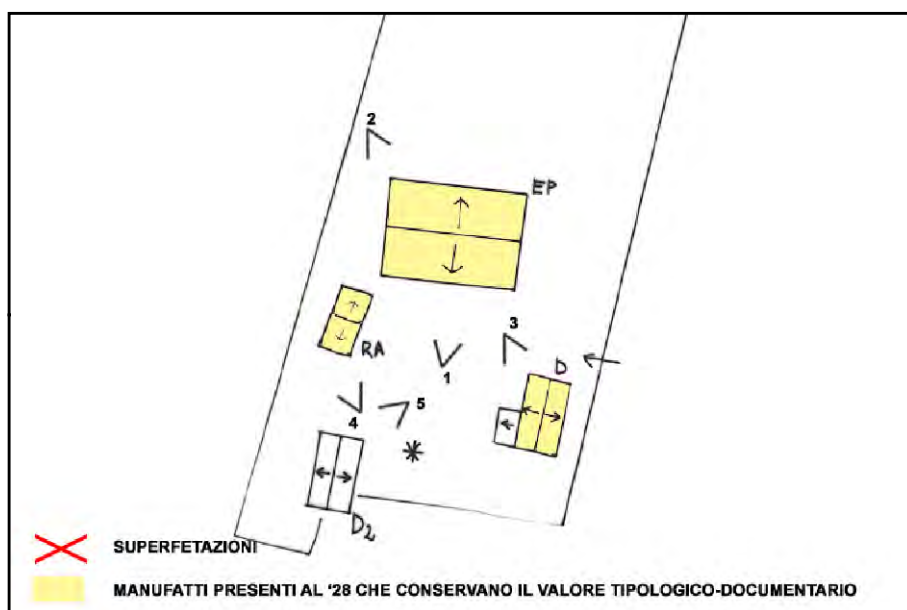 2
EP
3
RA
D
1
5
4
D2
SUPERFETAZIONI
MANUFATTI PRESENTI AL '28 CHE CONSERVANO IL VALORE TIPOLOGICO-DOCUMENTARIO